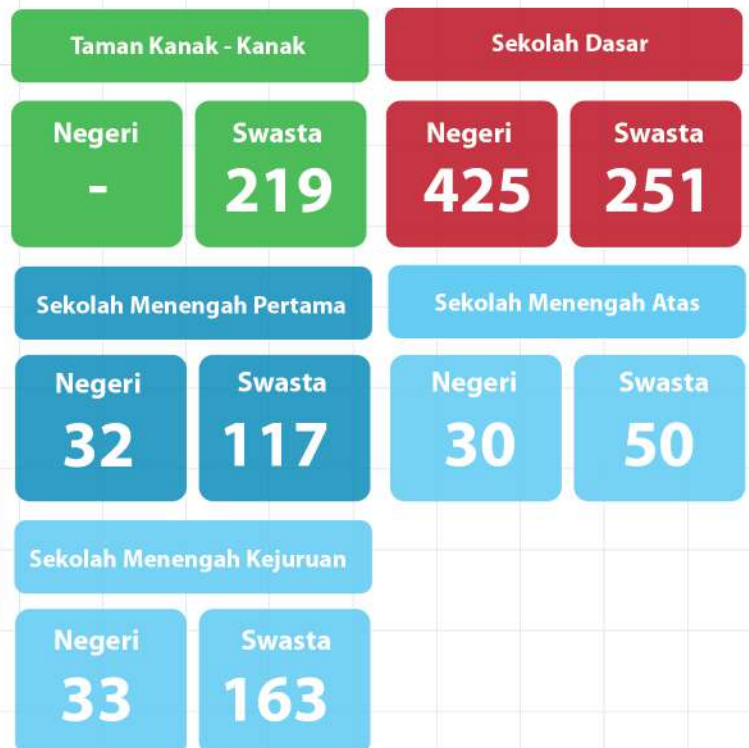 Taman Kanak - Kanak
Negeri
-
Swasta
219
Sekolah Dasar
Negeri
425
Swasta
251
Sekolah Menengah Pertama
Negeri
32
Swasta
117
Sekolah Menengah Atas
Negeri
30
Swasta
50
Sekolah Menengah Kejuruan
Negeri
33
Swasta
163